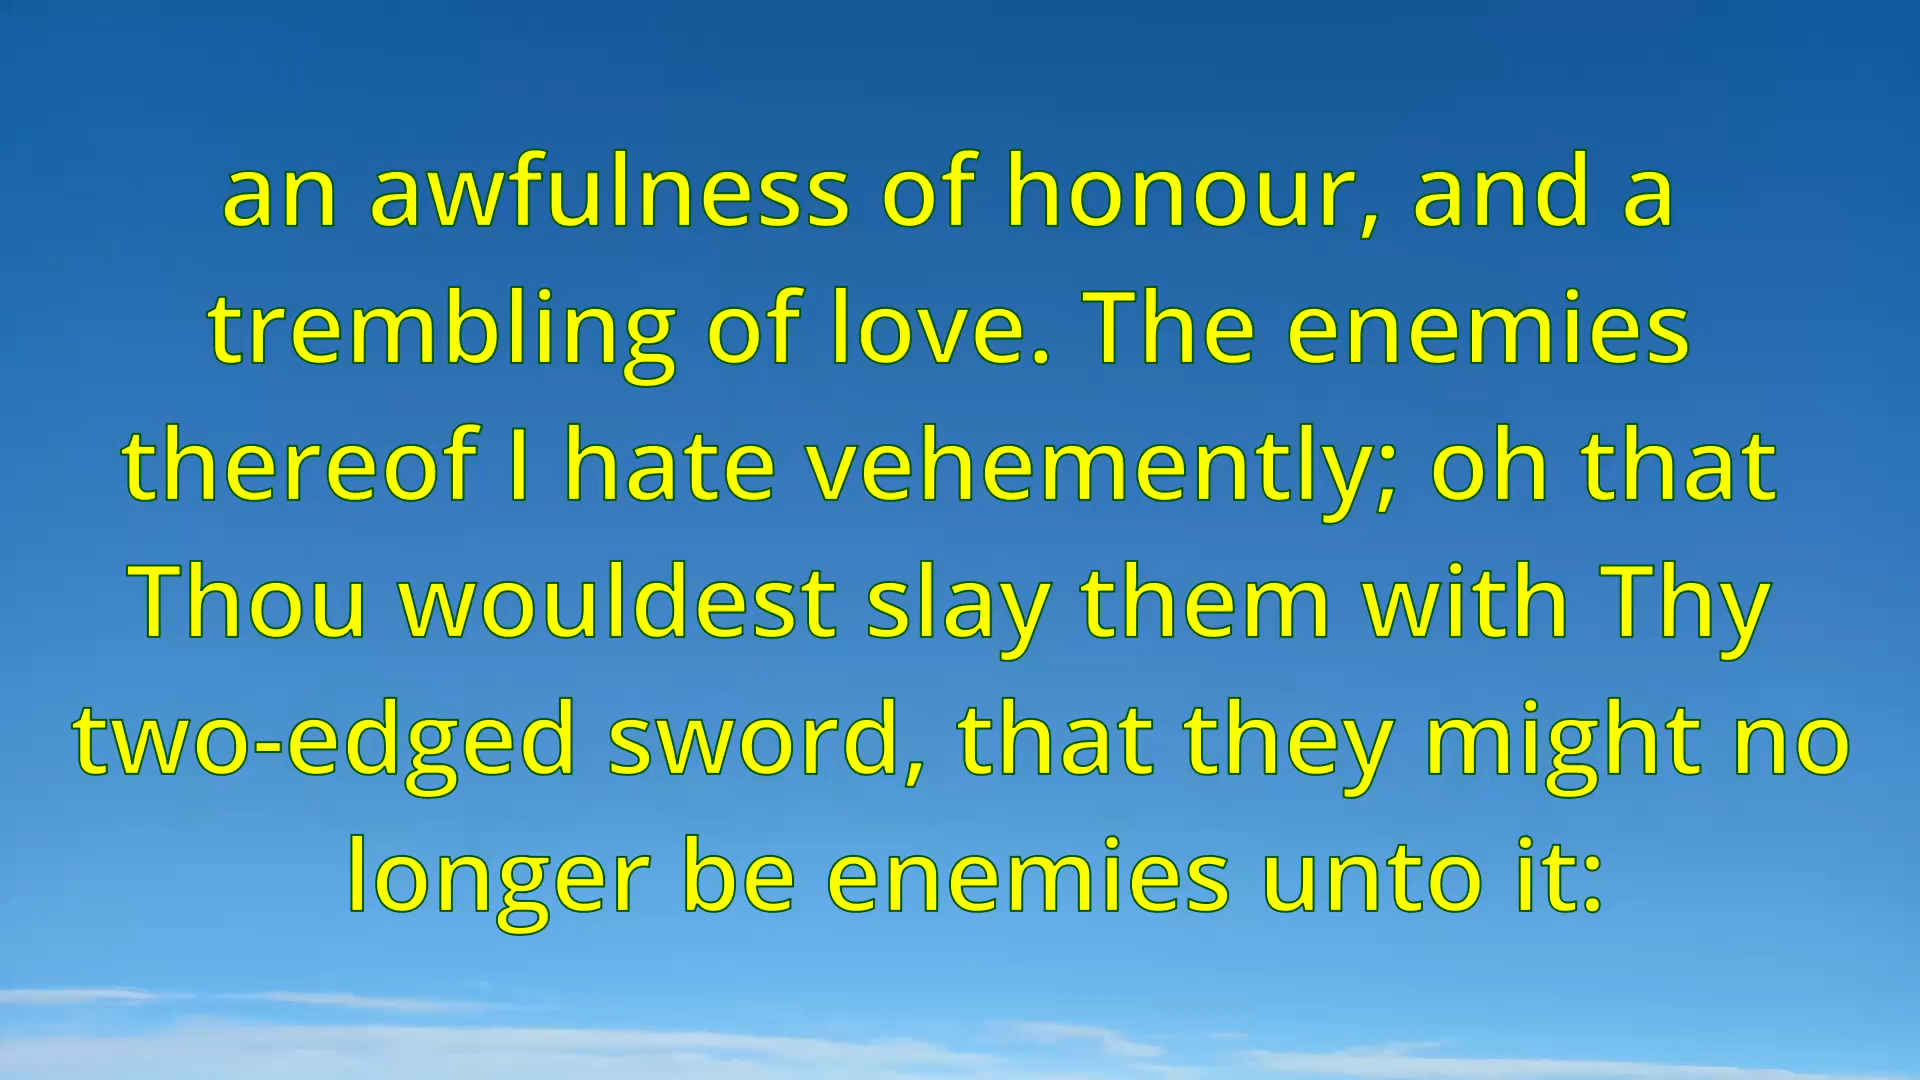 an awfulness of honour, and a
trembling of love. The enemies
thereof I hate vehemently; oh that
Thou wouldest slay them with Thy
two-edged sword, that they might no
longer be enemies unto it: